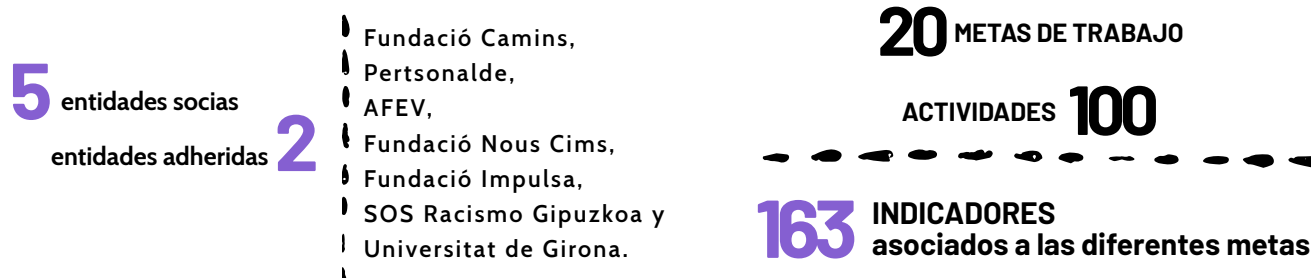 5 entidades socias
entidades adheridas 2
Fundació Camins,
Pertsonalde,
AFEV,
Fundació Nous Cims,
Fundació Impulsa,
SOS Racismo Gipuzkoa y
Universitat de Girona.
20 METAS DE TRABAJO
ACTIVIDADES 100
163 INDICADORES
asociados a las diferentes metas